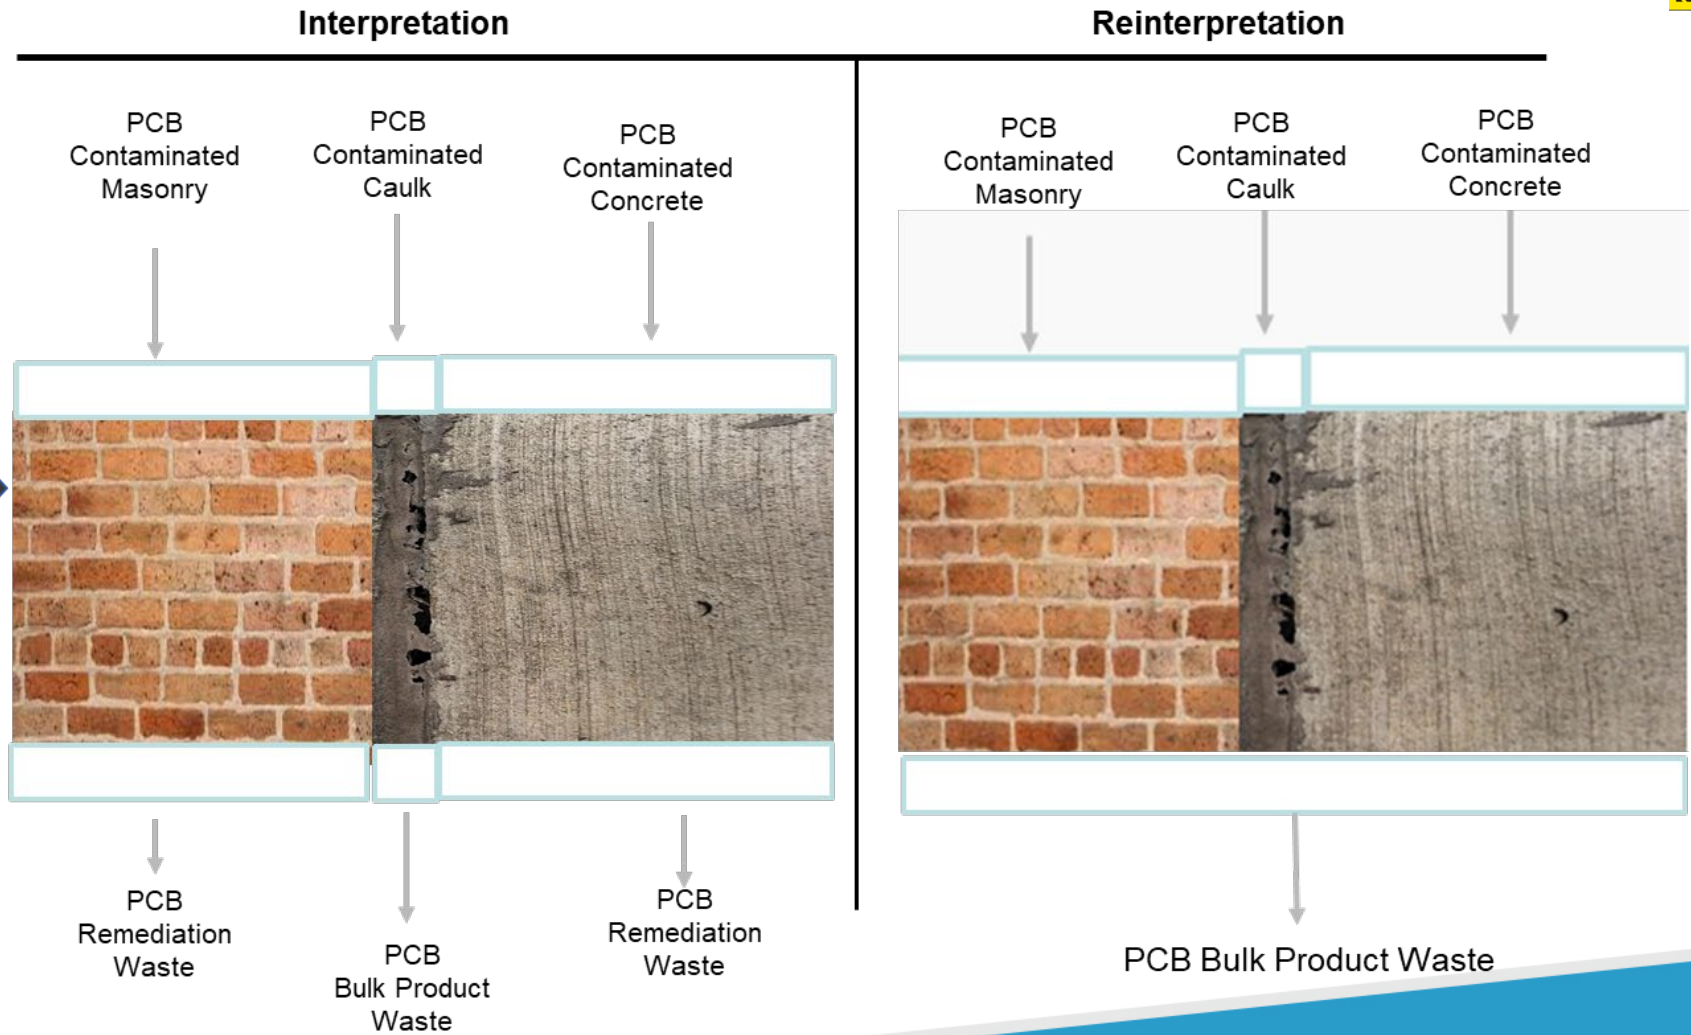 Interpretation
Reinterpretation
PCB
Contaminated
Masonry
PCB
Contaminated
Caulk
PCB
Contaminated
Concrete
PCB
Contaminated
Masonry
PCB
Contaminated
Caulk
PCB
Contaminated
Concrete
PCB
Remediation
Waste
PCB
Bulk Product
Waste
PCB
Remediation
Waste
PCB Bulk Product Waste